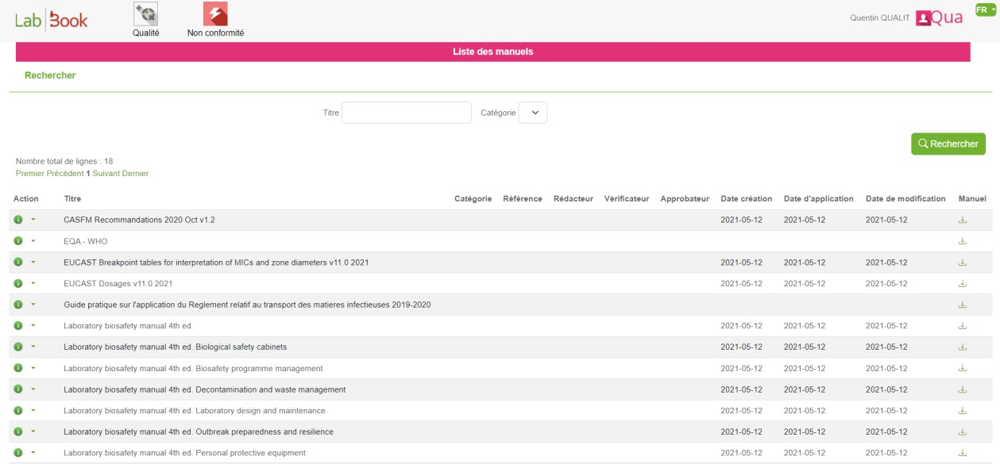 Lab Book
Qualité
Non conformité
Quentin QUALIT
Qua
FR
Liste des manuels
Rechercher
Titre
Catégorie
Rechercher
Nombre total de lignes : 18
Premier Précédent 1 Suivant Dernier
Action Titre Catégorie Référence Rédacteur Vérificateur Approbateur Date création Date d'application Date de modification Manuel
CASFM Recommandations 2020 Oct v1.2 2021-05-12 2021-05-12 2021-05-12
EQA - WHO
EUCAST Breakpoint tables for interpretation of MICs and zone diameters v11.0 2021 2021-05-12 2021-05-12 2021-05-12
EUCAST Dosages v11.0 2021 2021-05-12 2021-05-12 2021-05-12
Guide pratique sur l'application du Reglement relatif au transport des matieres infectieuses 2019-2020
Laboratory biosafety manual 4th ed. 2021-05-12 2021-05-12 2021-05-12
Laboratory biosafety manual 4th ed. Biological safety cabinets 2021-05-12 2021-05-12 2021-05-12
Laboratory biosafety manual 4th ed. Biosafety programme management 2021-05-12 2021-05-12 2021-05-12
Laboratory biosafety manual 4th ed. Decontamination and waste management 2021-05-12 2021-05-12 2021-05-12
Laboratory biosafety manual 4th ed. Laboratory design and maintenance 2021-05-12 2021-05-12 2021-05-12
Laboratory biosafety manual 4th ed. Outbreak preparedness and resilience 2021-05-12 2021-05-12 2021-05-12
Laboratory biosafety manual 4th ed. Personal protective equipment 2021-05-12 2021-05-12 2021-05-12